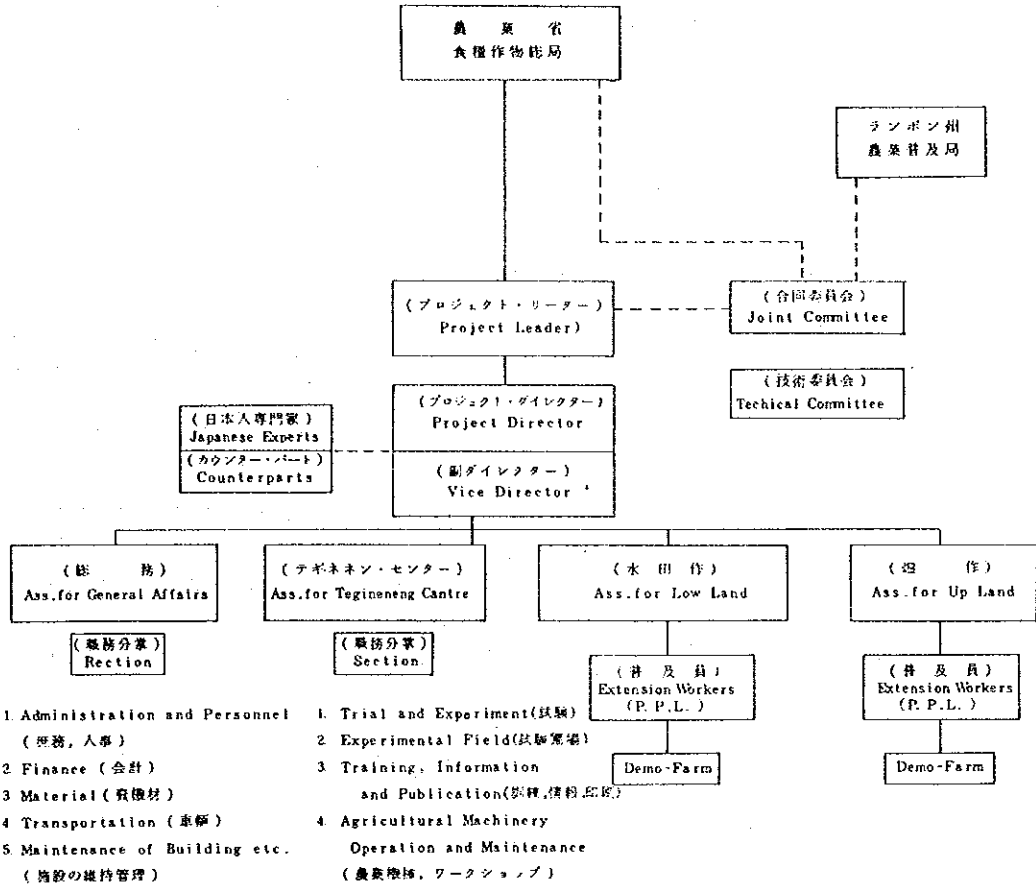 農業省
食糧作物総局
ランポン州
農業普及局
(プロジェクト・リーター)
Project Leader)
(合同委員会)
Joint Committee
(技術委員会)
Techical Committee
(プロジェクト・ダイレクター)
Project Director
(日本人専門家)
Japanese Experts
(カウンター・パート)
Counterparts
(副ダイレクター)
Vice Director
(総務)
Ass.for General Affairs
(テギネネン・センター)
Ass.for Tegineneng Cantre
(水田作)
Ass.for Low Land
(畑作)
Ass.for Up Land
(職務分掌)
Rection
(職務分掌)
Section
(普及員)
Extension Workers
(P.P.L.)
(普及員)
Extension Workers
(P.P.L.)
Demo-Farm
Demo-Farm
1. Administration and Personnel
(庶務,人事)
2. Finance (会計)
3. Material (資機材)
4. Transportation (車輌)
5. Maintenance of Building etc.
(施設の維持管理)
1. Trial and Experiment(試験)
2. Experimental Field(試験圃場)
3. Training, Information
and Publication(訓練,情報,印刷)
4. Agricultural Machinery
Operation and Maintenance
(農業機械,ワークショップ)